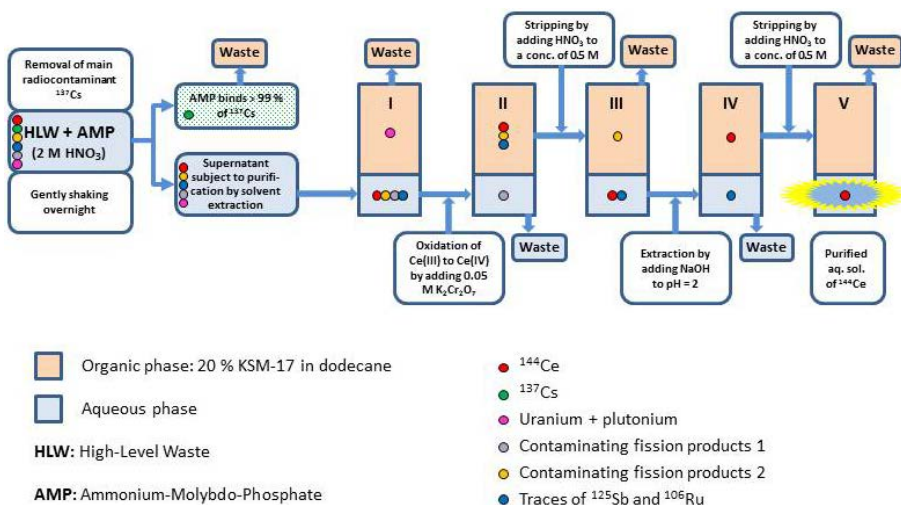 Removal of main
radiocontaminant
¹³⁷Cs
HLW + AMP
(2 M HNO₃)
Gently shaking
overnight
Waste
AMP binds > 99 %
of ¹³⁷Cs
Supernatant
subject to purifi-
cation by solvent
extraction
Waste
I
Oxidation of
Ce(III) to Ce(IV)
by adding 0.05
M K₂Cr₂O₇
II
Waste
Stripping by
adding HNO₃ to
a conc. of 0.5 M
Waste
III
Extraction by
adding NaOH
to pH = 2
IV
Waste
Stripping by
adding HNO₃ to
a conc. of 0.5 M
Waste
V
Purified
aq. sol.
of ¹⁴⁴Ce
Organic phase: 20 % KSM-17 in dodecane
Aqueous phase
HLW: High-Level Waste
AMP: Ammonium-Molybdo-Phosphate
¹⁴⁴Ce
¹³⁷Cs
Uranium + plutonium
Contaminating fission products 1
Contaminating fission products 2
Traces of ¹²⁵Sb and ¹⁰⁶Ru